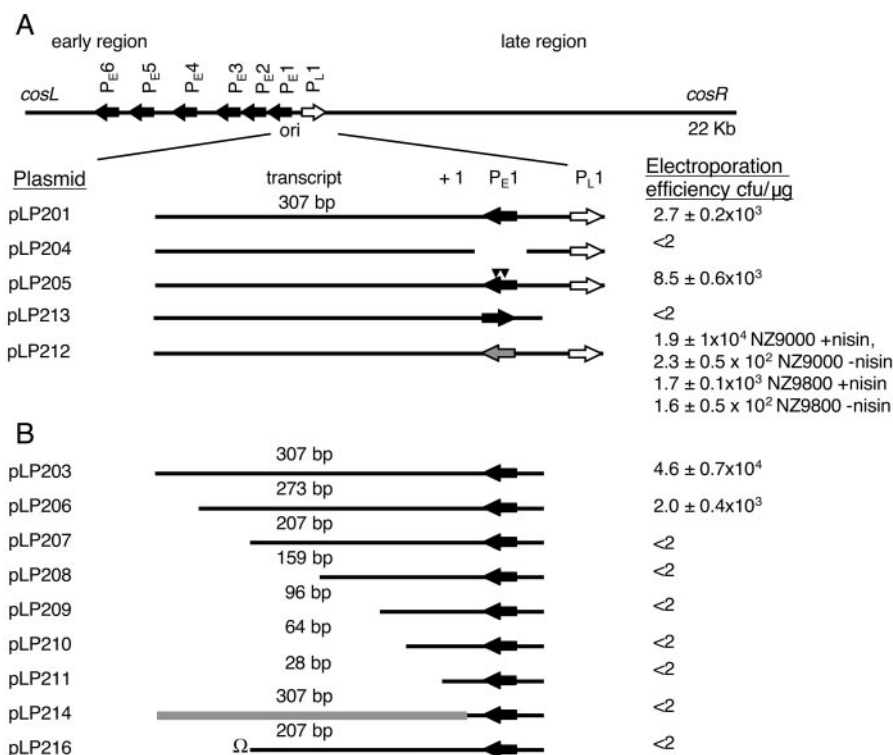 A
early region late region
PE6 PE5 PE4 PE3 PE2 PE1 PL1
cosL cosR
ori 22 Kb
Plasmid transcript + 1 PE1 PL1 Electroporation efficiency cfu/µg
307 bp
pLP201 2.7 ± 0.2x10³
pLP204 <2
pLP205 8.5 ± 0.6x10³
pLP213 <2
pLP212 1.9 ± 1x10⁴ NZ9000 +nisin,
2.3 ± 0.5 x 10² NZ9000 -nisin
1.7 ± 0.1x10³ NZ9800 +nisin
1.6 ± 0.5 x 10² NZ9800 -nisin
B
307 bp
pLP203 4.6 ± 0.7x10⁴
273 bp
pLP206 2.0 ± 0.4x10³
207 bp
pLP207 <2
159 bp
pLP208 <2
96 bp
pLP209 <2
64 bp
pLP210 <2
28 bp
pLP211 <2
307 bp
pLP214 <2
207 bp
pLP216 Ω <2